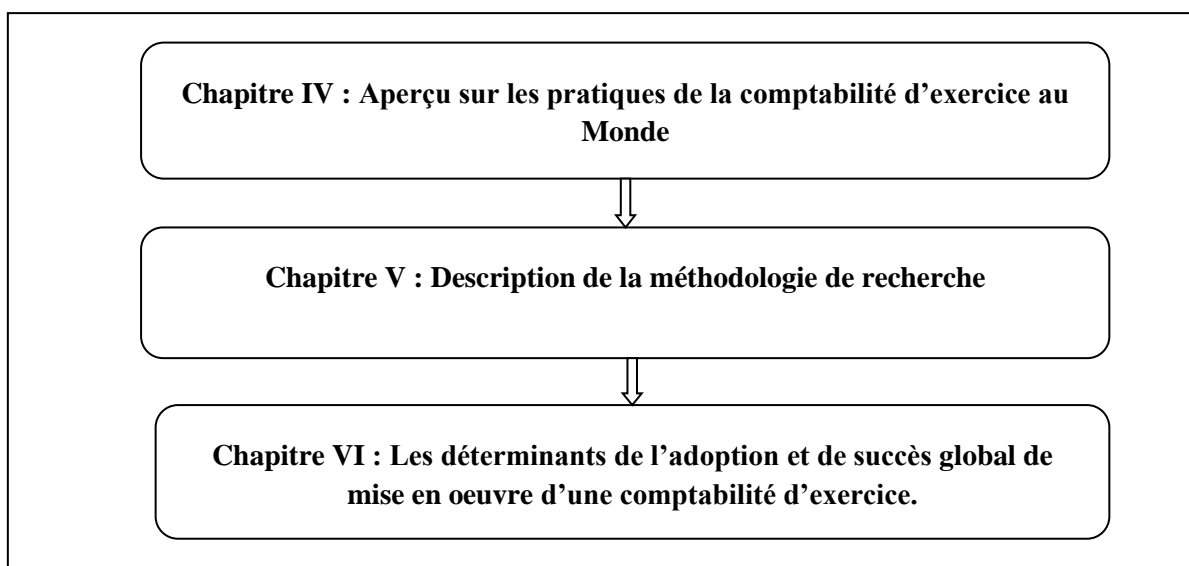 Chapitre IV : Aperçu sur les pratiques de la comptabilité d’exercice au
Monde
Chapitre V : Description de la méthodologie de recherche
Chapitre VI : Les déterminants de l’adoption et de succès global de
mise en oeuvre d’une comptabilité d’exercice.